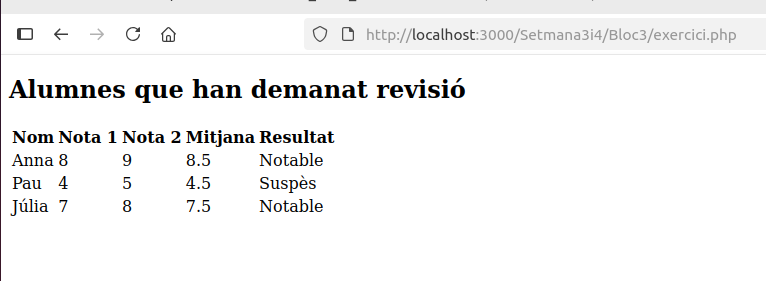 http://localhost:3000/Setmana3i4/Bloc3/exercici.php
Alumnes que han demanat revisió
Nom Nota 1 Nota 2 Mitjana Resultat
Anna 8 9 8.5 Notable
Pau 4 5 4.5 Suspès
Júlia 7 8 7.5 Notable